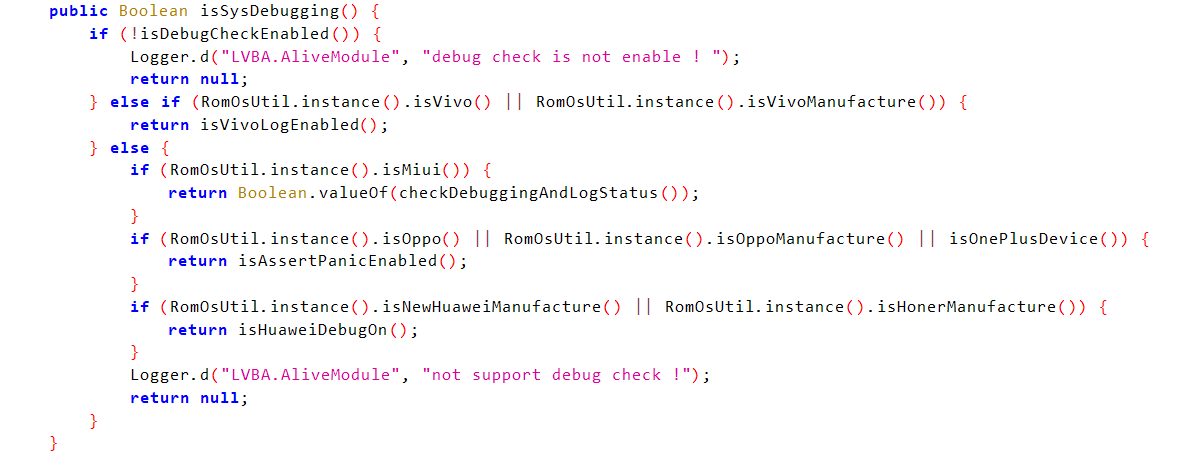 public Boolean isSysDebugging() {
if (!isDebugCheckEnabled()) {
Logger.d("LVBA.AliveModule", "debug check is not enable ! ");
return null;
} else if (RomOsUtil.instance().isVivo() || RomOsUtil.instance().isVivoManufacture()) {
return isVivoLogEnabled();
} else {
if (RomOsUtil.instance().isMiui()) {
return Boolean.valueOf(checkDebuggingAndLogStatus());
}
if (RomOsUtil.instance().isOppo() || RomOsUtil.instance().isOppoManufacture() || isOnePlusDevice()) {
return isAssertPanicEnabled();
}
if (RomOsUtil.instance().isNewHuaweiManufacture() || RomOsUtil.instance().isHonerManufacture()) {
return isHuaweiDebugOn();
}
Logger.d("LVBA.AliveModule", "not support debug check !");
return null;
}
}